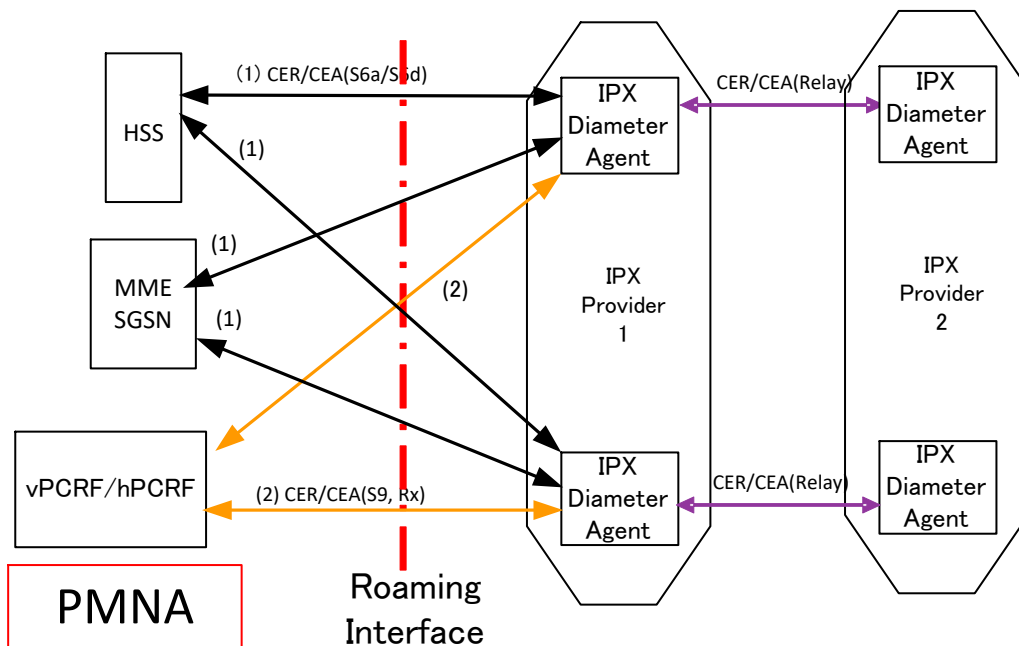 (1) CER/CEA(S6a/S6d)
HSS
(1)
IPX
Diameter
Agent
CER/CEA(Relay)
IPX
Diameter
Agent
(1)
MME
SGSN
(1)
(2)
IPX
Provider
1
IPX
Provider
2
vPCRF/hPCRF
(2) CER/CEA(S9, Rx)
IPX
Diameter
Agent
CER/CEA(Relay)
IPX
Diameter
Agent
PMNA
Roaming
Interface